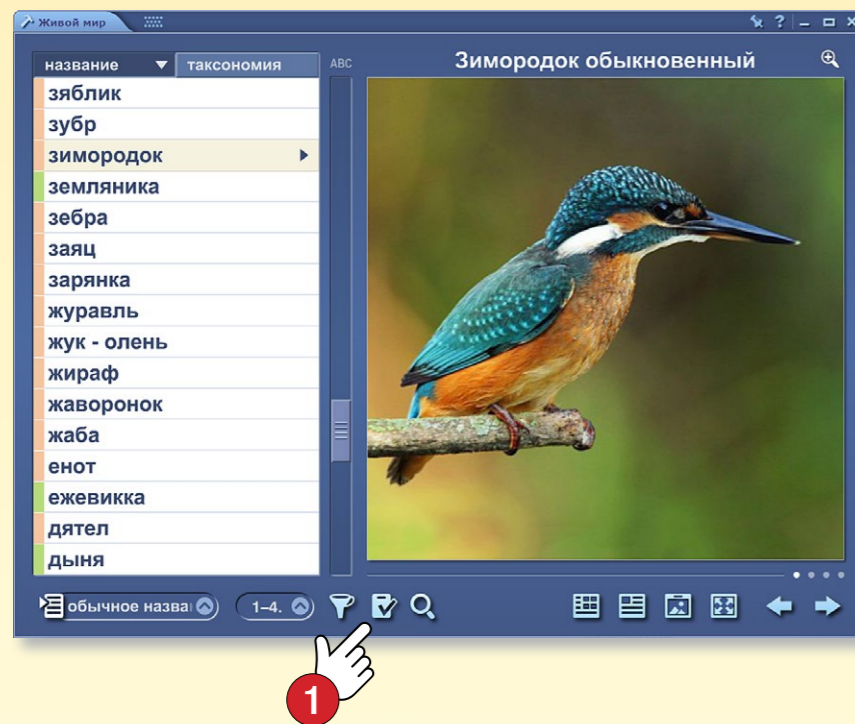 Живой мир
?
название
таксономия
ABC
Зимородок обыкновенный
зяблик
зубр
зимородок
земляника
зебра
заяц
зарянка
журавль
жук - олень
жираф
жаворонок
жаба
енот
ежевикка
дятел
дыня
обычное назва
1–4.
1